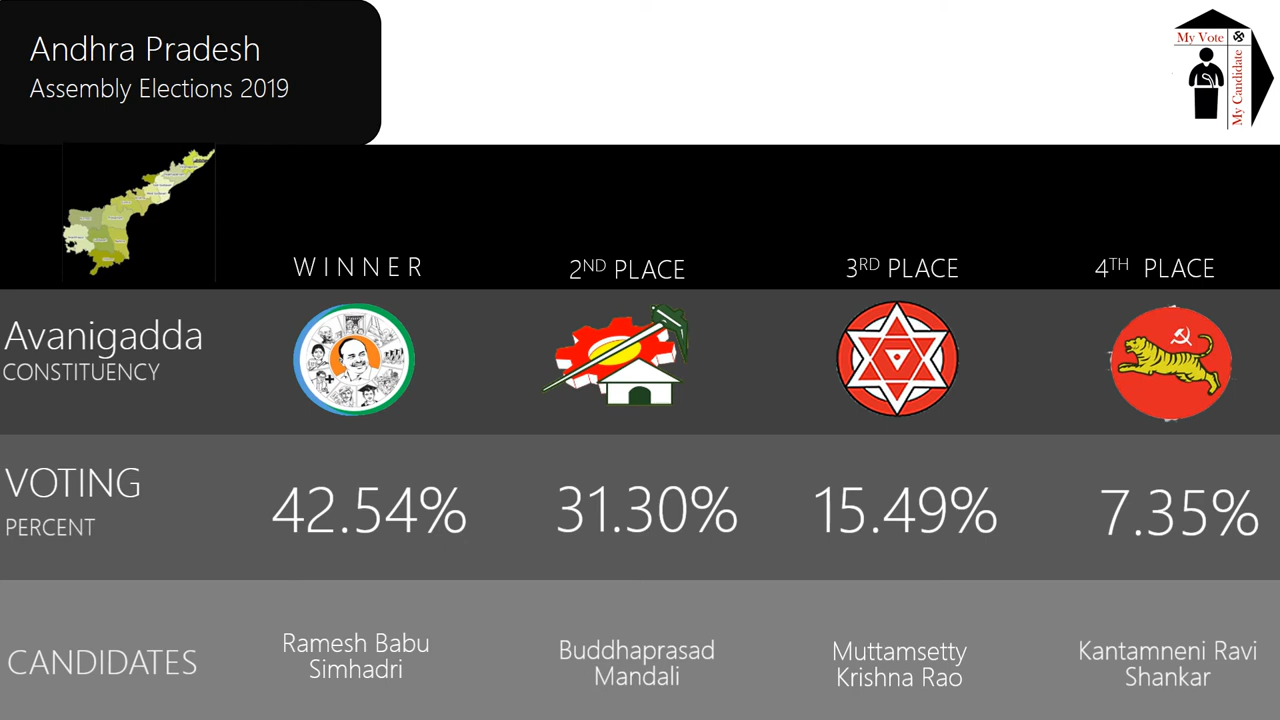 Andhra Pradesh
Assembly Elections 2019
My Vote
My Candidate
WINNER
2ND PLACE
3RD PLACE
4TH PLACE
Avanigadda
CONSTITUENCY
VOTING
PERCENT
42.54%
31.30%
15.49%
7.35%
CANDIDATES
Ramesh Babu
Simhadri
Buddhaprasad
Mandali
Muttamsetty
Krishna Rao
Kantamneni Ravi
Shankar